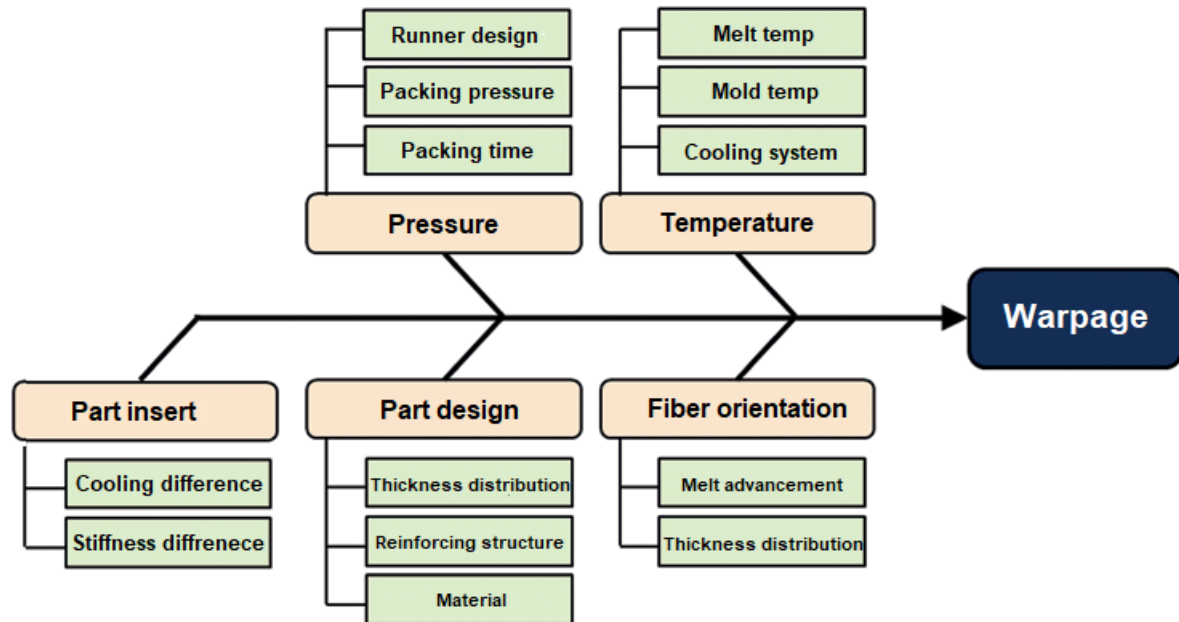 Runner design
Packing pressure
Packing time
Pressure
Melt temp
Mold temp
Cooling system
Temperature
Warpage
Part insert
Cooling difference
Stiffness diffrenece
Part design
Thickness distribution
Reinforcing structure
Material
Fiber orientation
Melt advancement
Thickness distribution